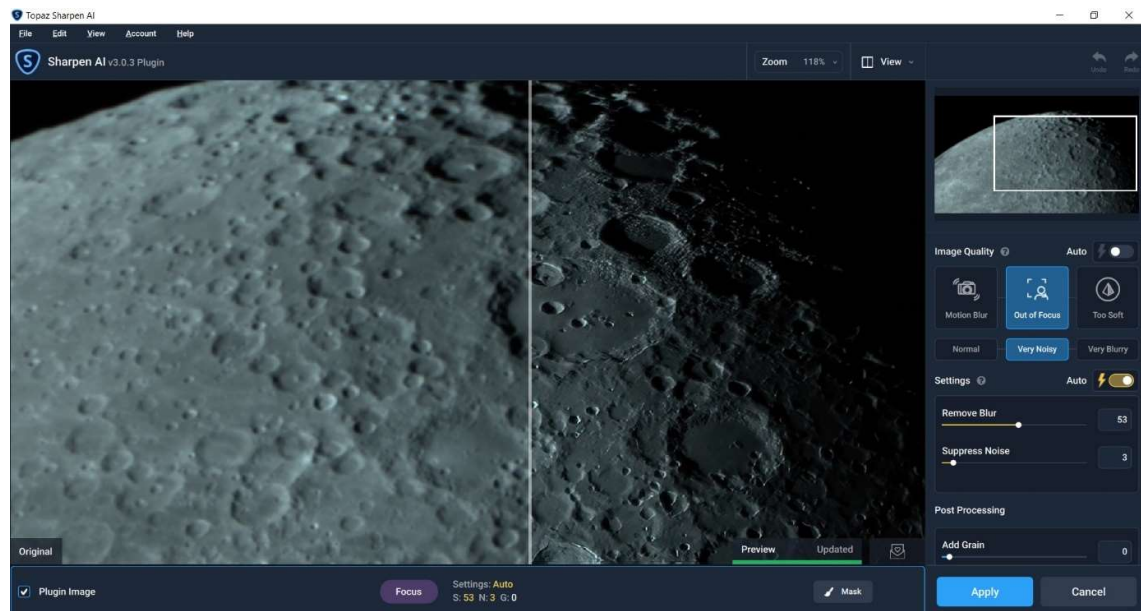 Topaz Sharpen AI
File Edit View Account Help
Sharpen AI v3.0.3 Plugin
Zoom 118%
View
Undo Redo
Image Quality
Auto
Motion Blur Out of Focus Too Soft
Normal Very Noisy Very Blurry
Settings
Auto
Remove Blur
53
Suppress Noise
3
Post Processing
Add Grain
0
Original
Preview Updated
Plugin Image
Focus
Settings: Auto
S: 53 N: 3 G: 0
Mask
Apply Cancel